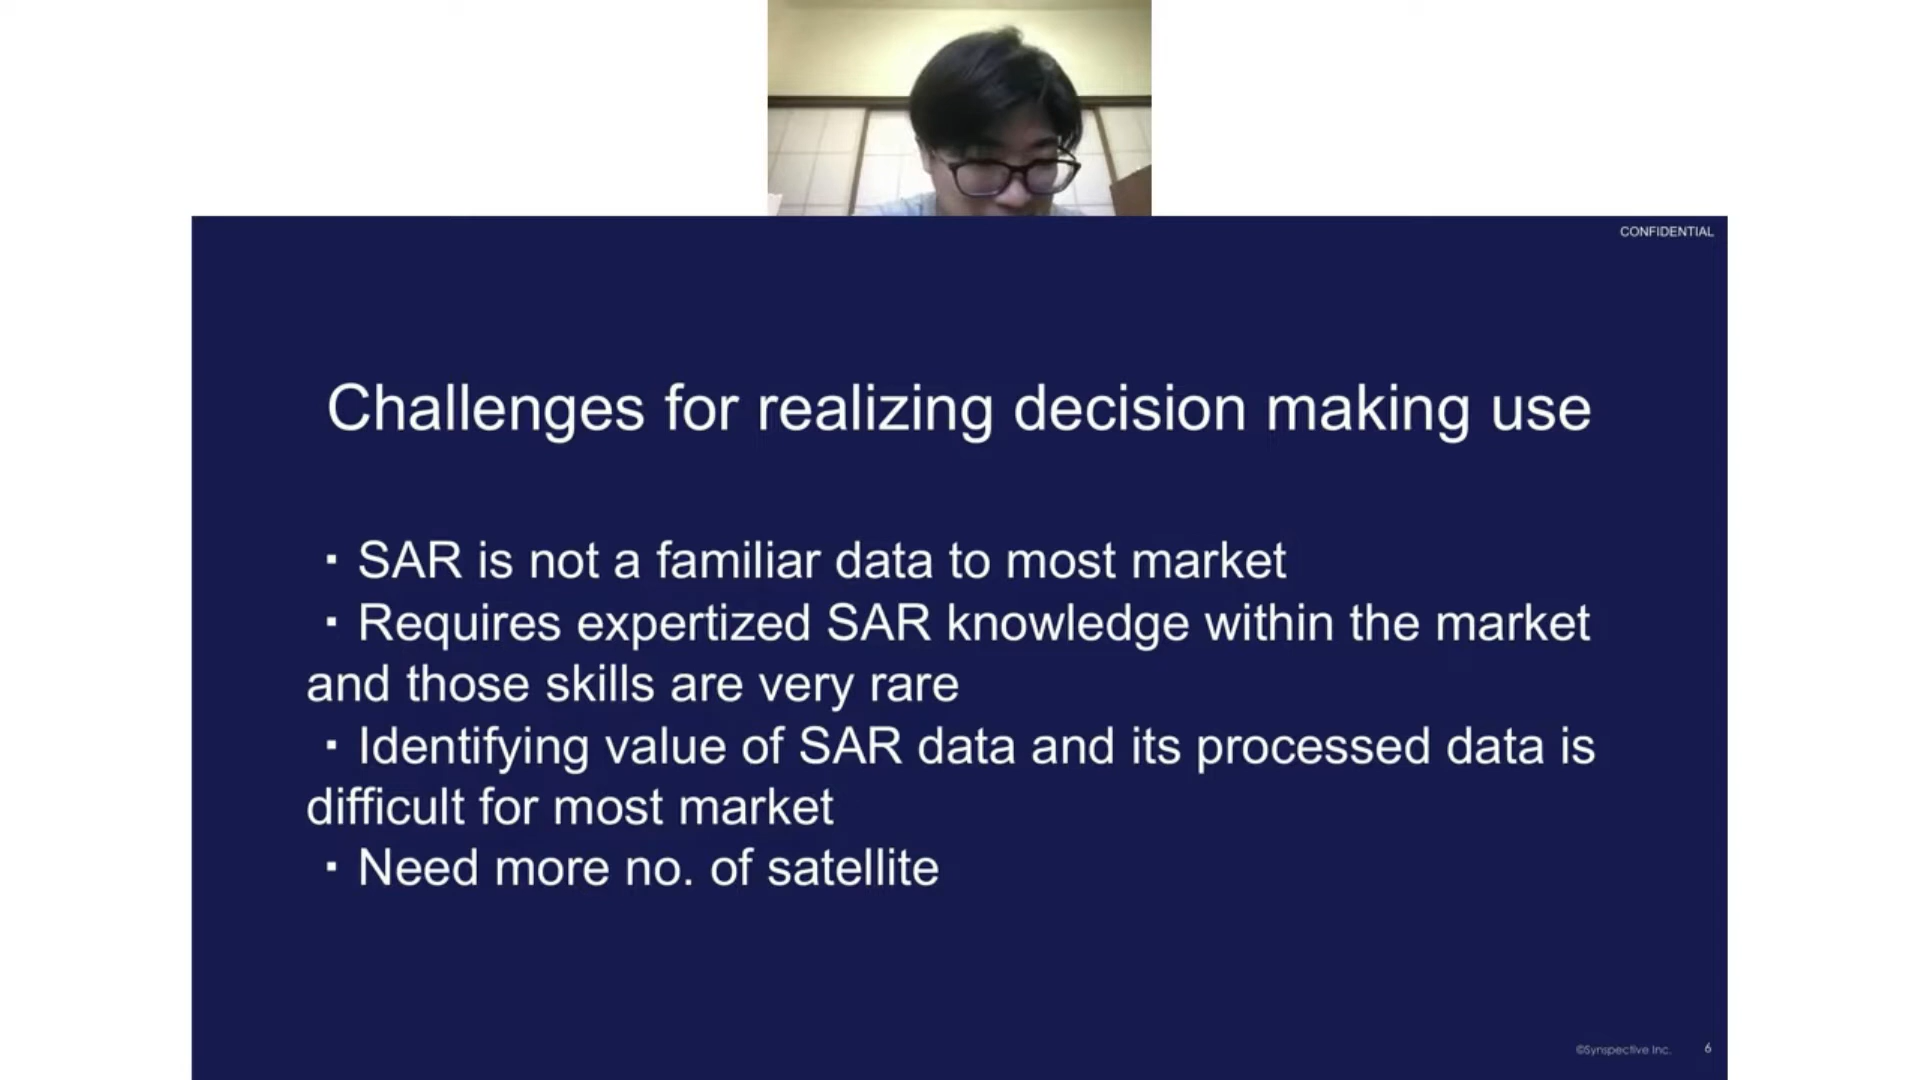 CONFIDENTIAL
Challenges for realizing decision making use
・SAR is not a familiar data to most market
・Requires expertized SAR knowledge within the market
and those skills are very rare
・Identifying value of SAR data and its processed data is
difficult for most market
・Need more no. of satellite
©Synspective Inc. 6